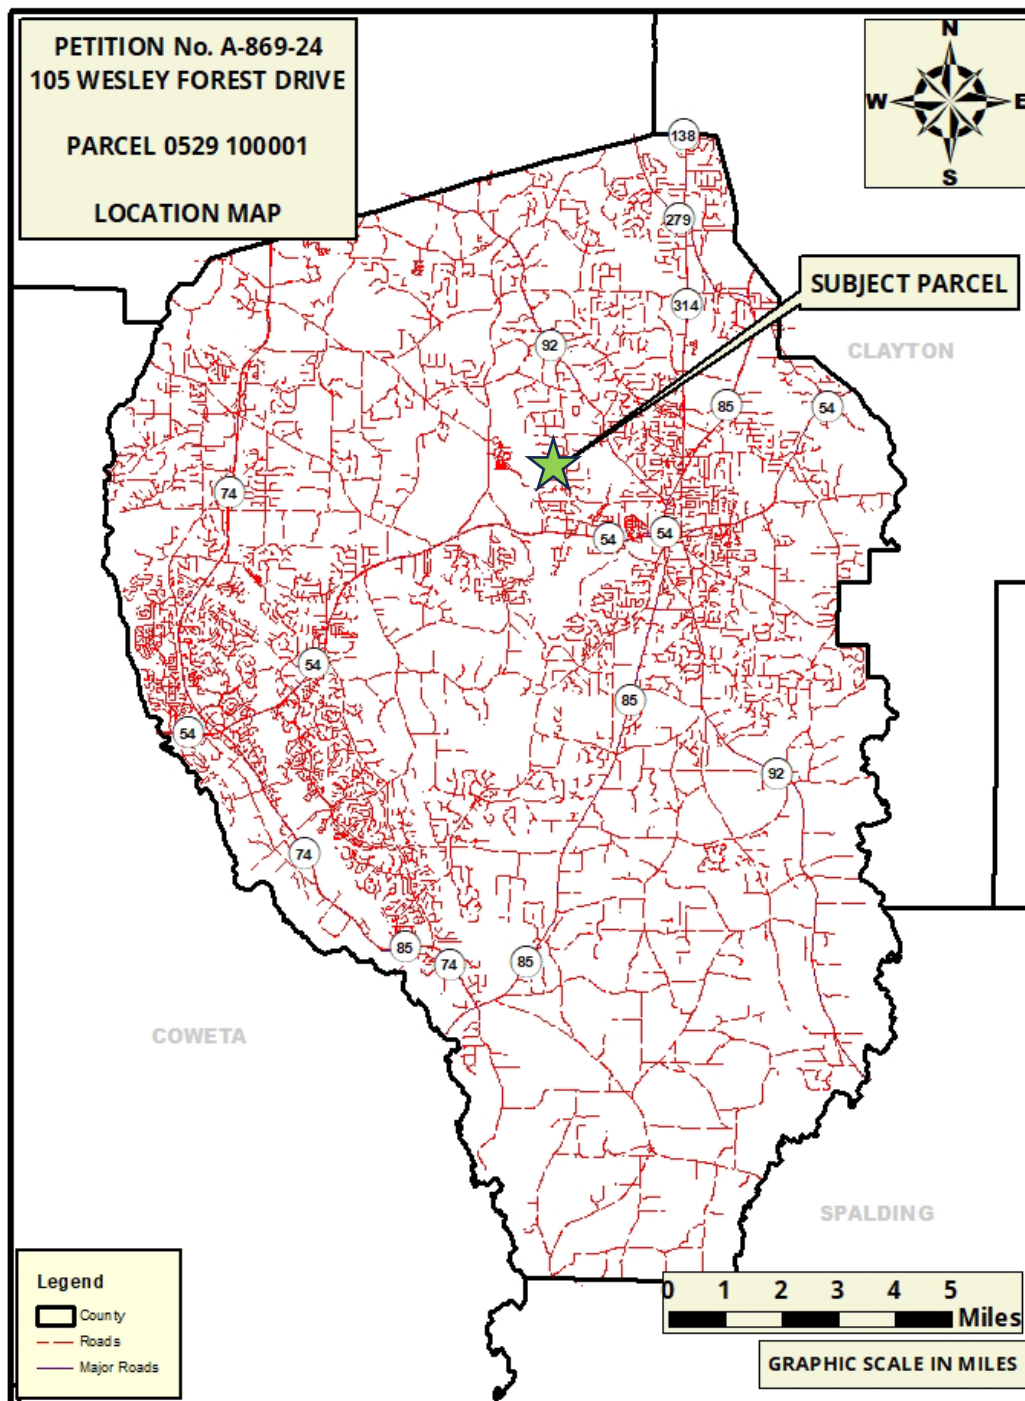 PETITION No. A-869-24
105 WESLEY FOREST DRIVE
PARCEL 0529 100001
LOCATION MAP
N
W
E
S
138
279
SUBJECT PARCEL
314
92
CLAYTON
85
54
74
54
54
54
85
54
92
74
85
74
85
COWETA
SPALDING
Legend
County
Roads
Major Roads
0 1 2 3 4 5
Miles
GRAPHIC SCALE IN MILES